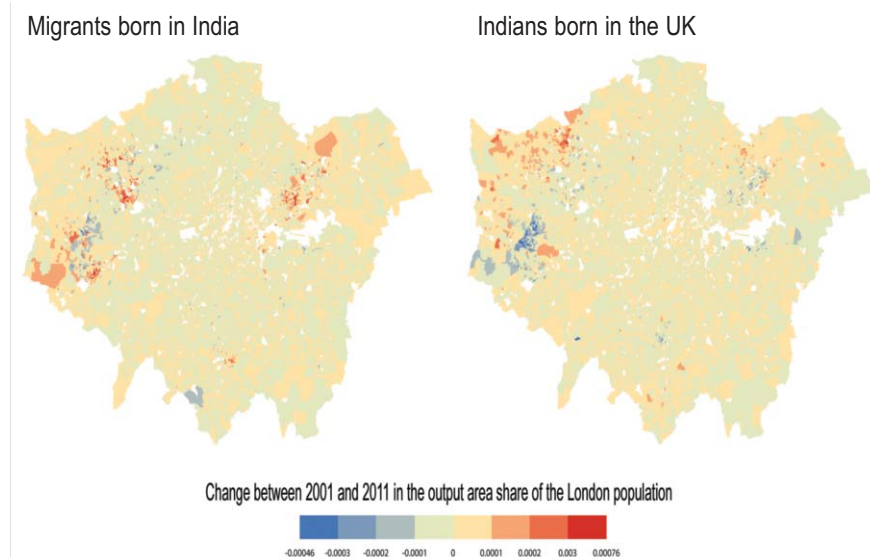 Migrants born in India
Indians born in the UK
Change between 2001 and 2011 in the output area share of the London population
-0.00046 -0.0003 -0.0002 -0.0001 0 0.0001 0.0002 0.003 0.00076